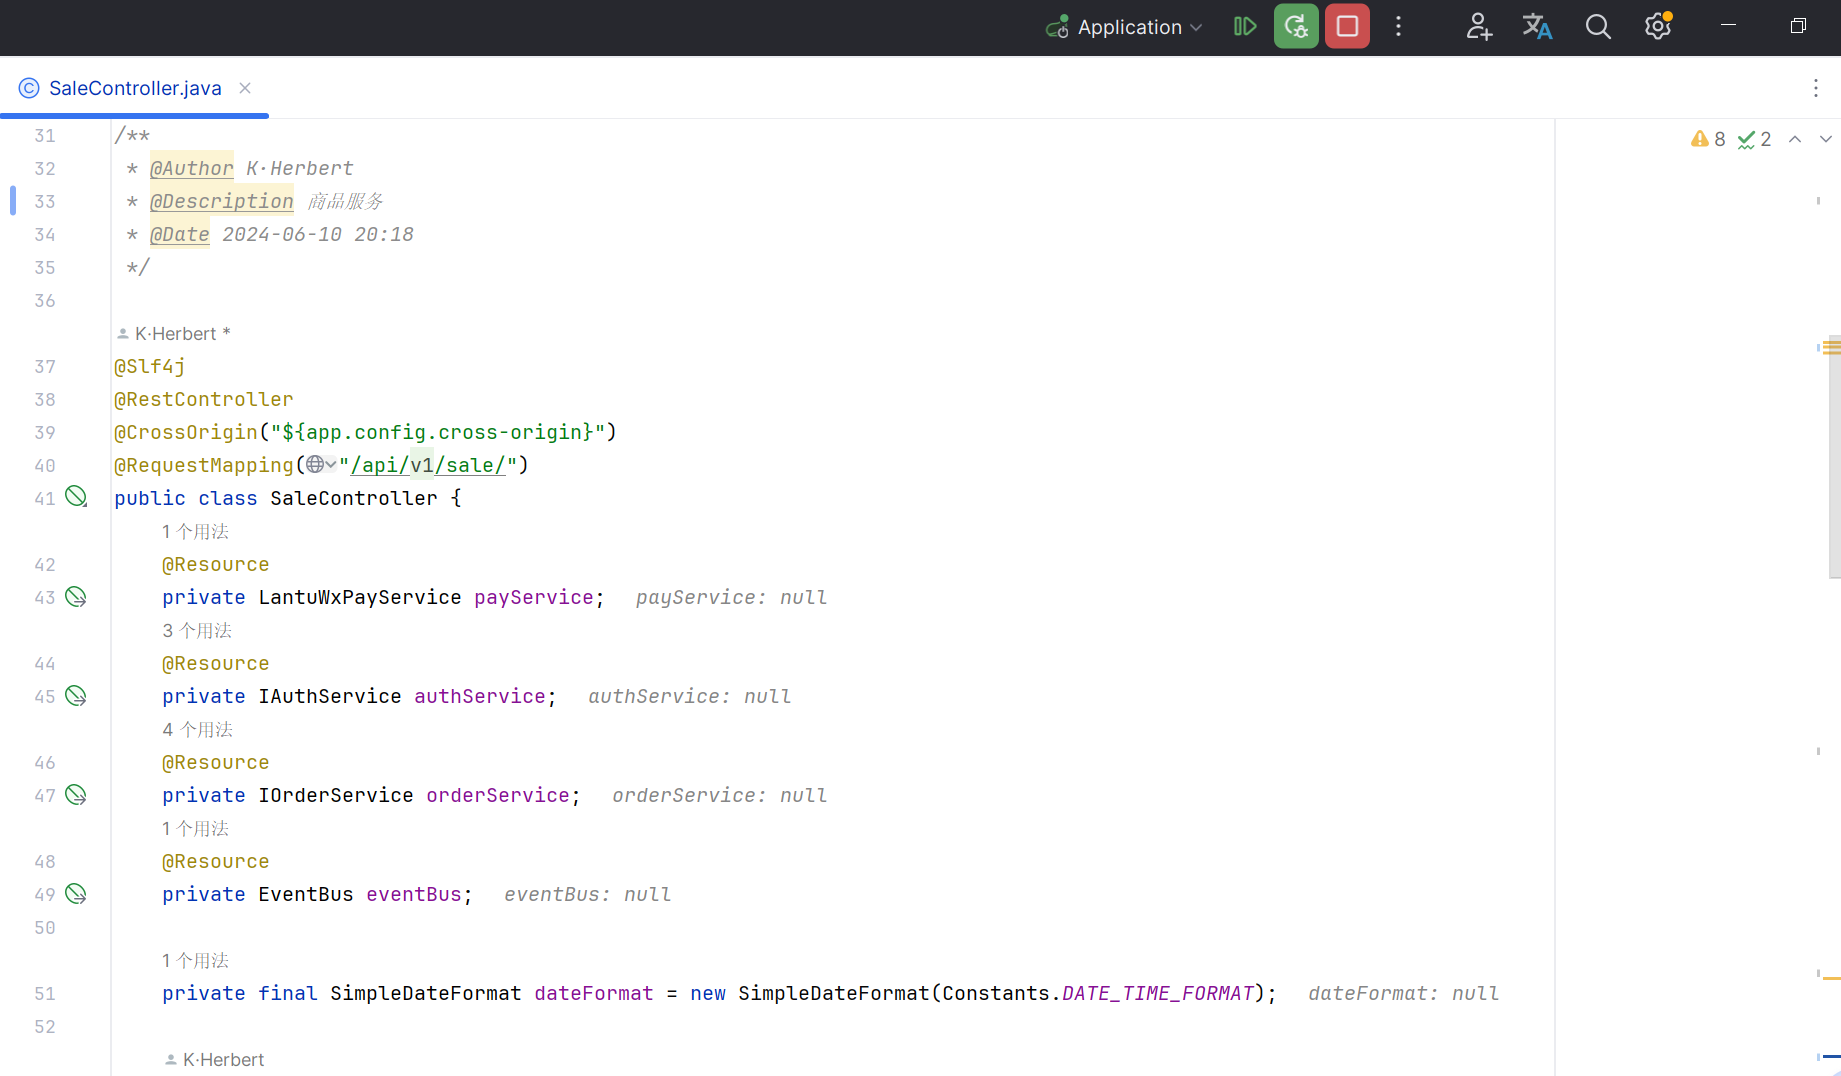 Application
SaleController.java
8 2
31 /**
32 * @Author K·Herbert
33 * @Description 商品服务
34 * @Date 2024-06-10 20:18
35 */
36
K·Herbert *
37 @Slf4j
38 @RestController
39 @CrossOrigin("${app.config.cross-origin}")
40 @RequestMapping("/api/v1/sale/")
41 public class SaleController {
1 个用法
42 @Resource
43 private LantuWxPayService payService; payService: null
3 个用法
44 @Resource
45 private IAuthService authService; authService: null
4 个用法
46 @Resource
47 private IOrderService orderService; orderService: null
1 个用法
48 @Resource
49 private EventBus eventBus; eventBus: null
50
1 个用法
51 private final SimpleDateFormat dateFormat = new SimpleDateFormat(Constants.DATE_TIME_FORMAT); dateFormat: null
52
K·Herbert